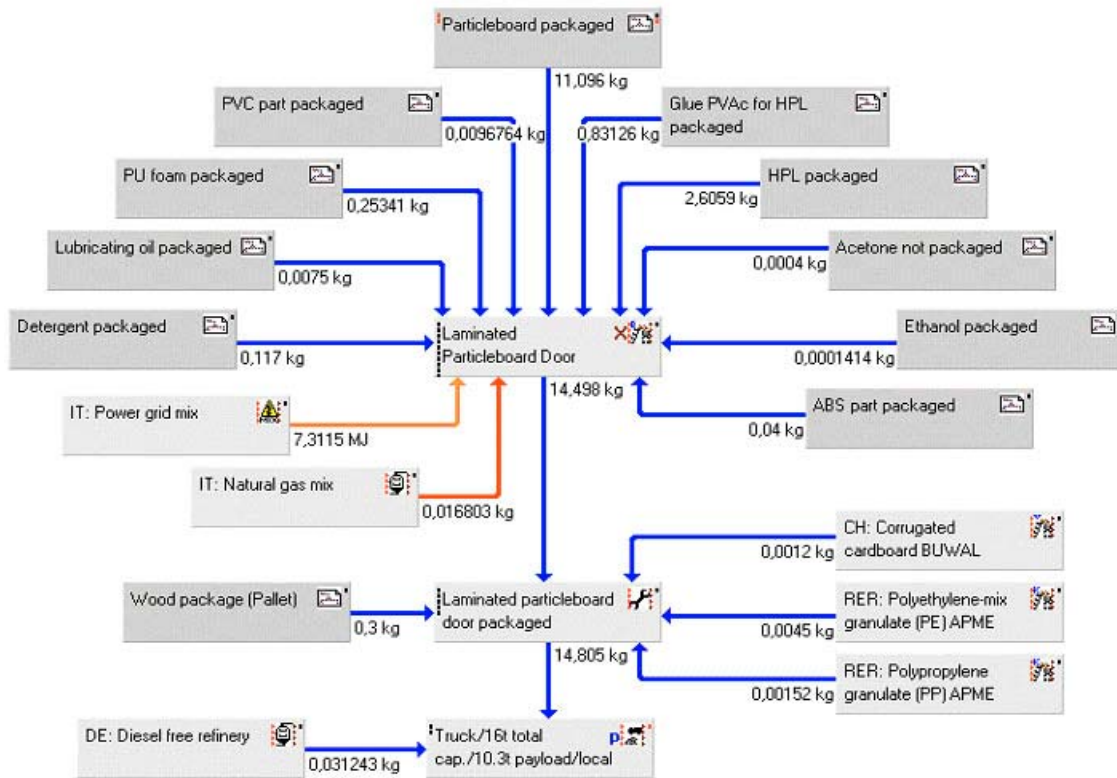 Particleboard packaged
11,096 kg
PVC part packaged
0,0096764 kg
Glue PVAc for HPL
packaged
0,83126 kg
PU foam packaged
0,25341 kg
HPL packaged
2,6059 kg
Lubricating oil packaged
0,0075 kg
Acetone not packaged
0,0004 kg
Detergent packaged
0,117 kg
Laminated
Particleboard Door
14,498 kg
Ethanol packaged
0,0001414 kg
IT: Power grid mix
7,3115 MJ
ABS part packaged
0,04 kg
IT: Natural gas mix
0,016803 kg
CH: Corrugated
cardboard BUWAL
0,0012 kg
Wood package (Pallet)
0,3 kg
Laminated particleboard
door packaged
14,805 kg
RER: Polyethylene-mix
granulate (PE) APME
0,0045 kg
RER: Polypropylene
granulate (PP) APME
0,00152 kg
DE: Diesel free refinery
0,031243 kg
Truck/16t total
cap./10.3t payload/local
p